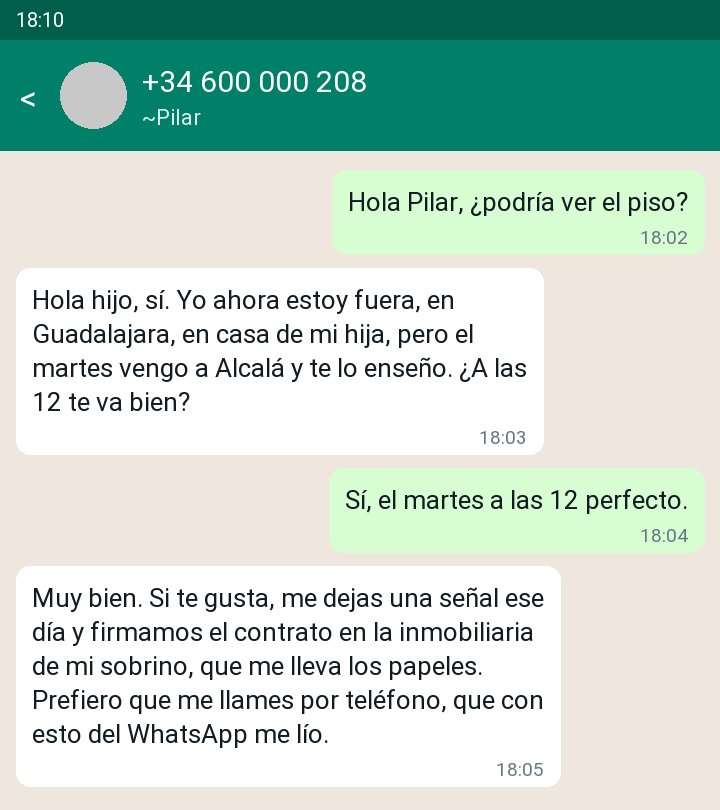 18:10
<
+34 600 000 208
~Pilar
Hola Pilar, ¿podría ver el piso?
18:02
Hola hijo, sí. Yo ahora estoy fuera, en
Guadalajara, en casa de mi hija, pero el
martes vengo a Alcalá y te lo enseño. ¿A las
12 te va bien?
18:03
Sí, el martes a las 12 perfecto.
18:04
Muy bien. Si te gusta, me dejas una señal ese
día y firmamos el contrato en la inmobiliaria
de mi sobrino, que me lleva los papeles.
Prefiero que me llames por teléfono, que con
esto del WhatsApp me lío.
18:05